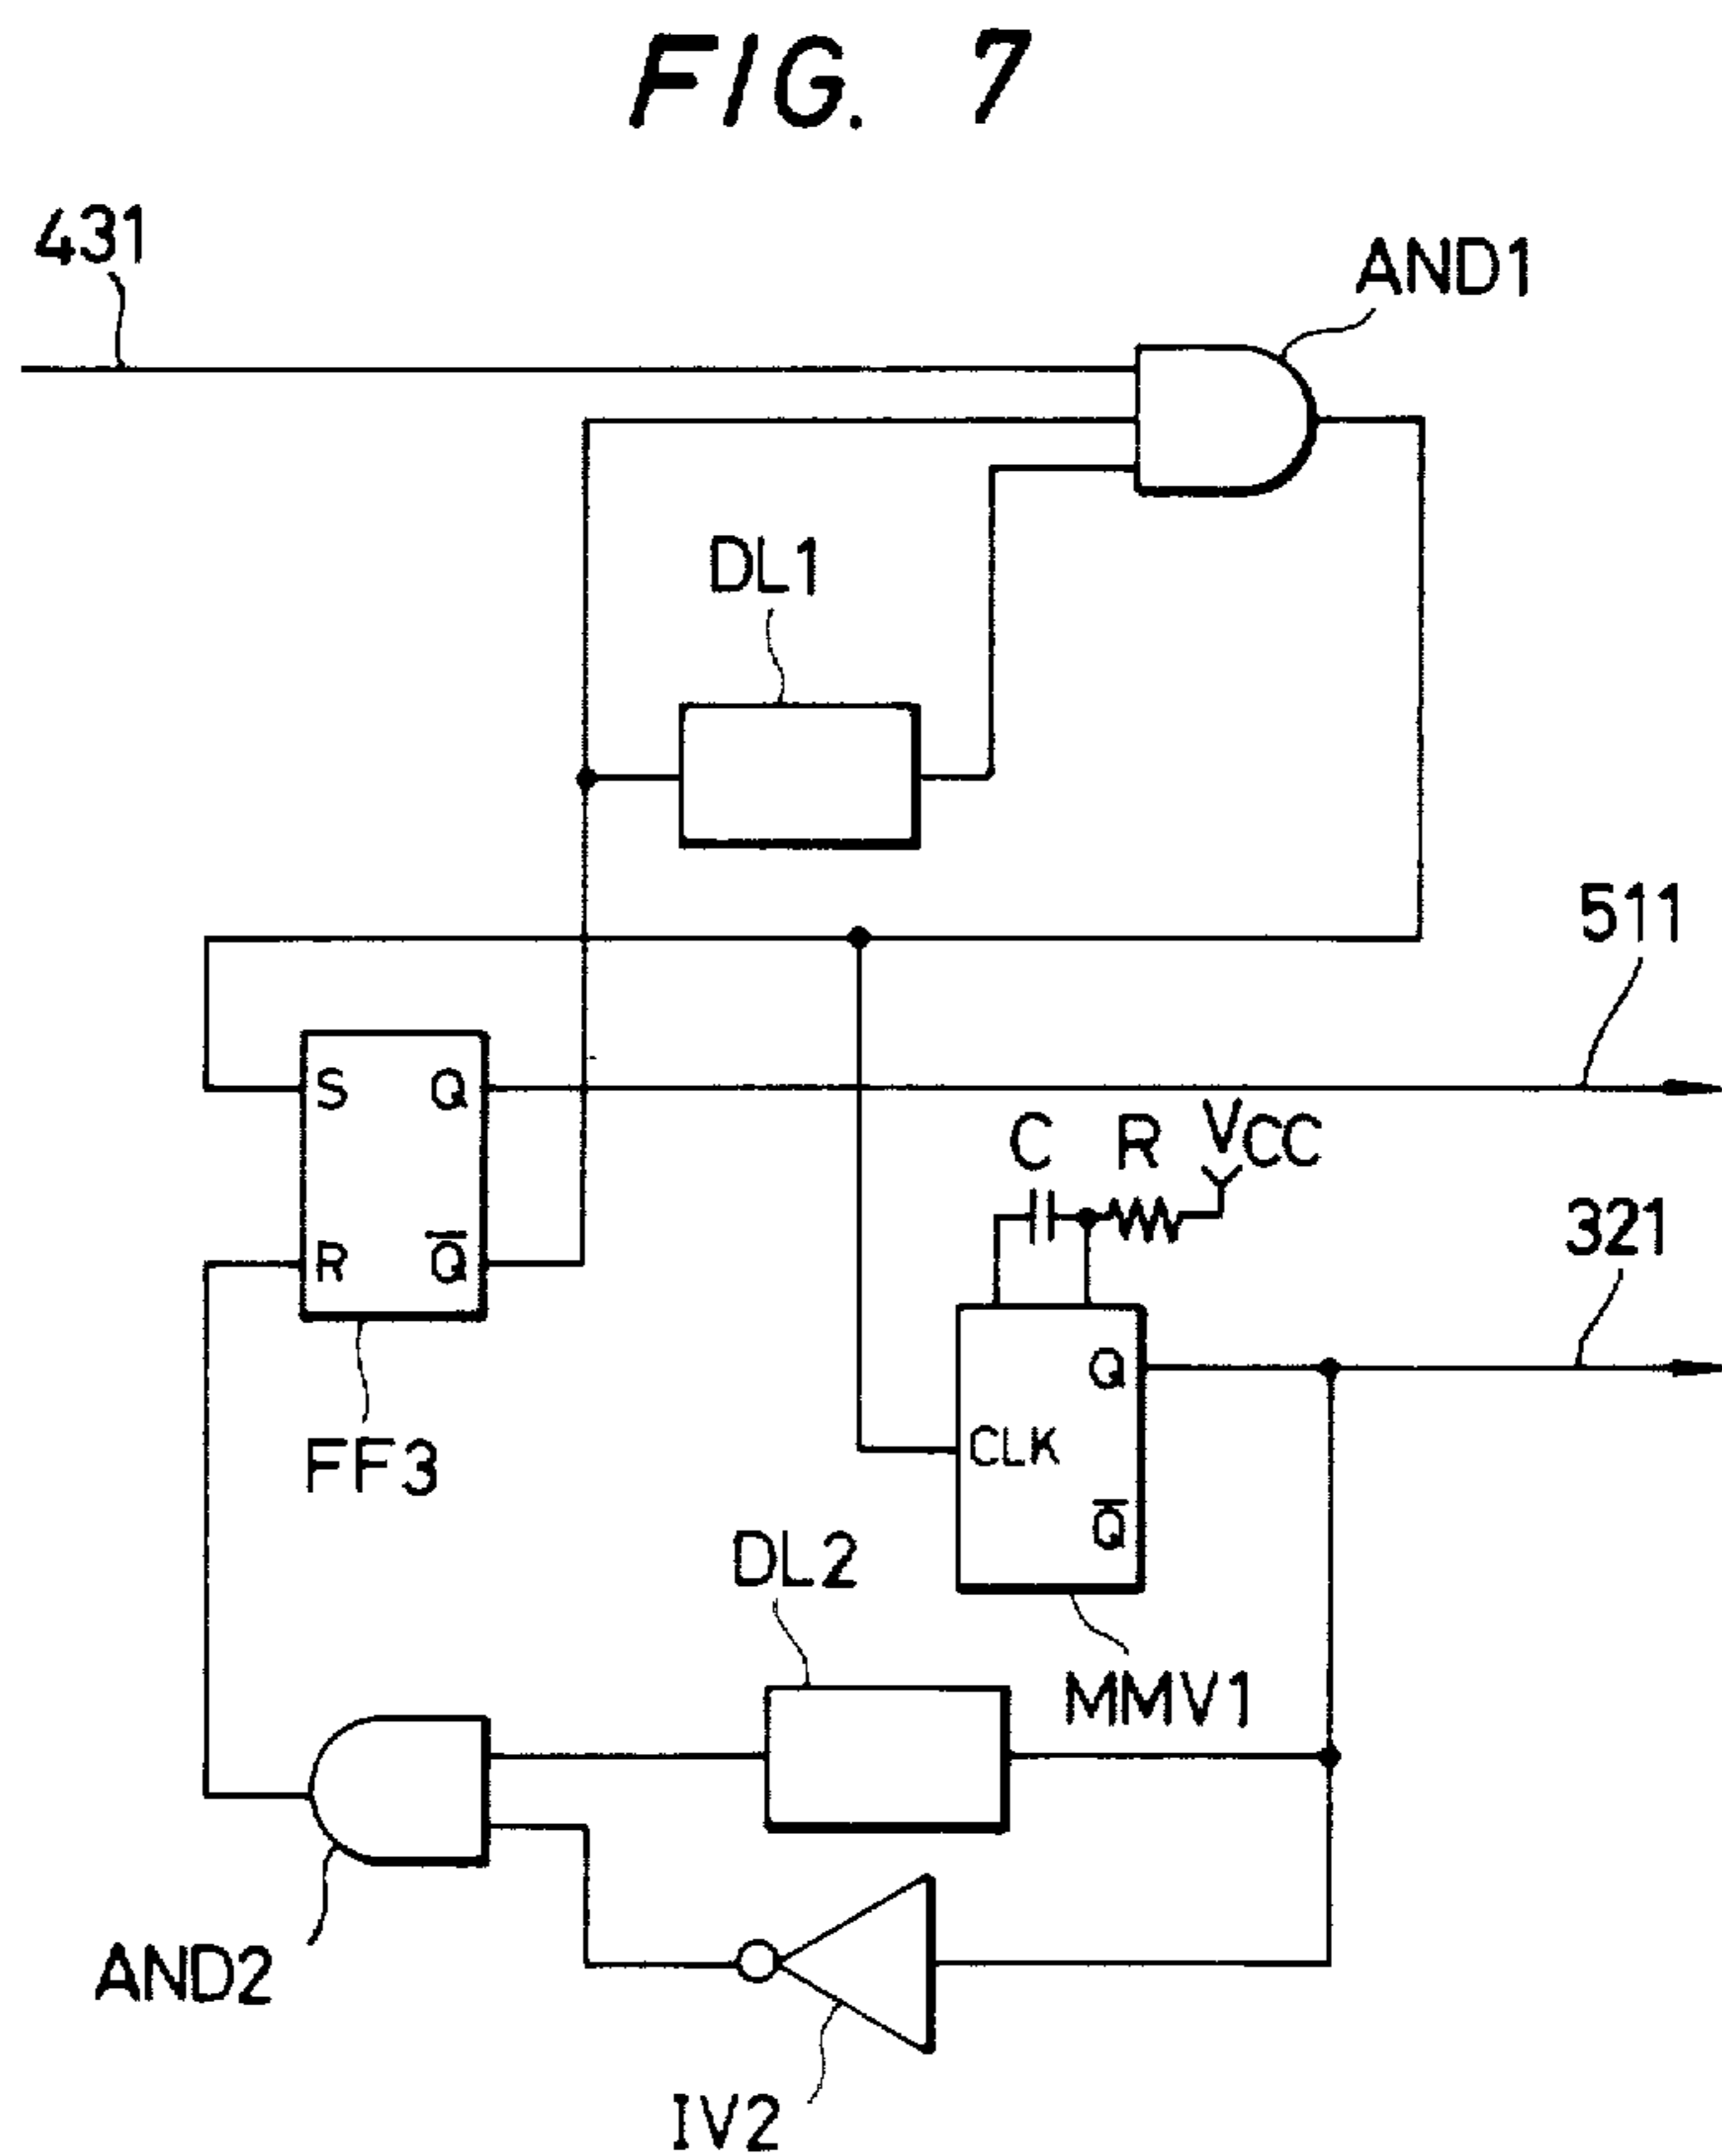 FIG. 7
431
AND1
DL1
511
S Q
C R VCC
321
R Q̅
Q
FF3
CLK
DL2
Q̅
MMV1
AND2
IV2